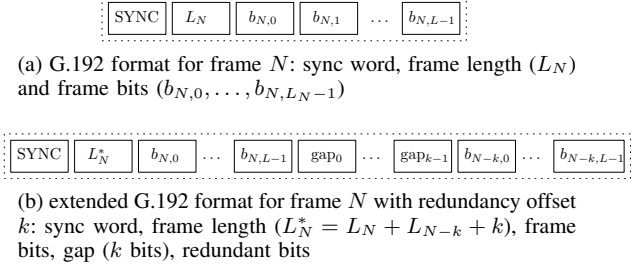 SYNC L_N b_{N,0} b_{N,1} ... b_{N,L−1}
(a) G.192 format for frame N: sync word, frame length (L_N)
and frame bits (b_{N,0}, . . . , b_{N,L_N−1})
SYNC L*_N b_{N,0} ... b_{N,L−1} gap_0 ... gap_{k−1} b_{N−k,0} ... b_{N−k,L−1}
(b) extended G.192 format for frame N with redundancy offset
k: sync word, frame length (L*_N = L_N + L_{N−k} + k), frame
bits, gap (k bits), redundant bits